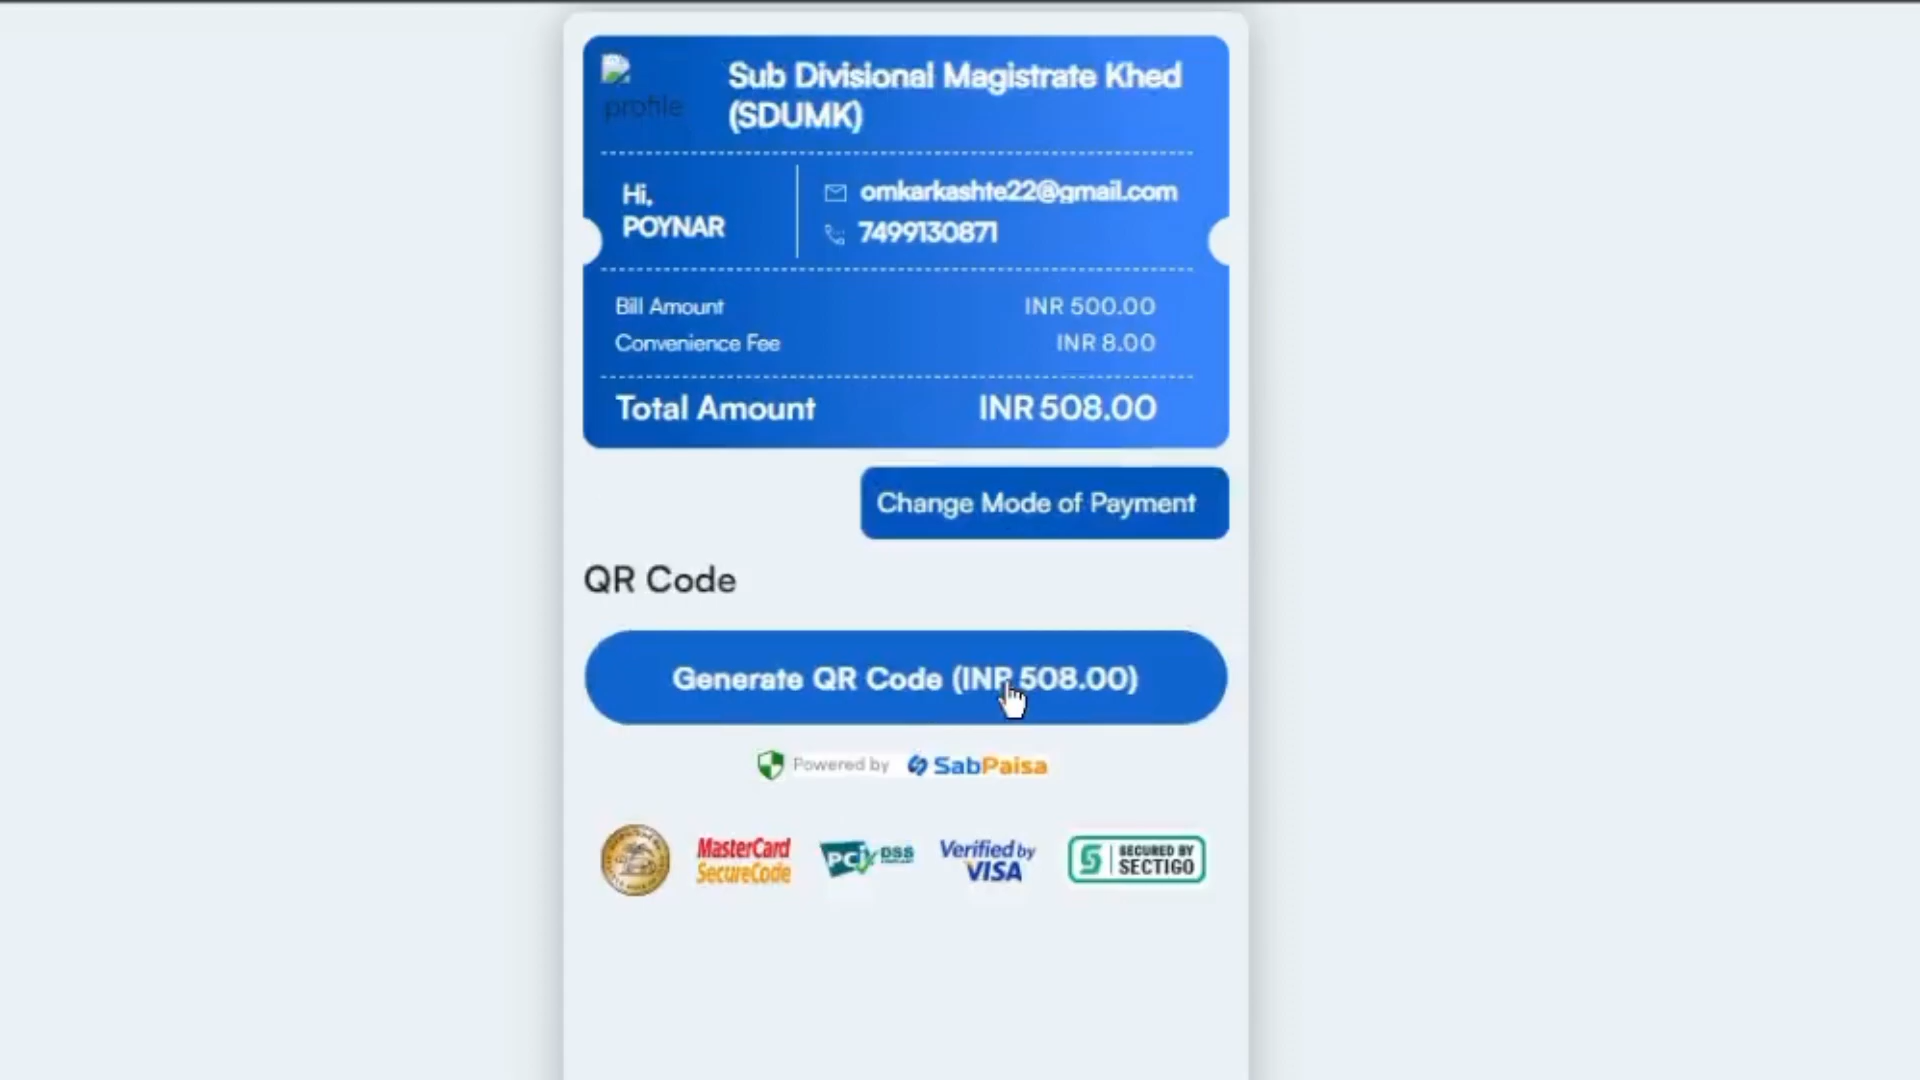 profile
Sub Divisional Magistrate Khed
(SDUMK)
Hi,
POYNAR
omkarkashte22@gmail.com
7499130871
Bill Amount INR 500.00
Convenience Fee INR 8.00
Total Amount INR 508.00
Change Mode of Payment
QR Code
Generate QR Code (INR 508.00)
Powered by SabPaisa
MasterCard
SecureCode
PCI DSS
Verified by
VISA
SECURED BY
SECTIGO